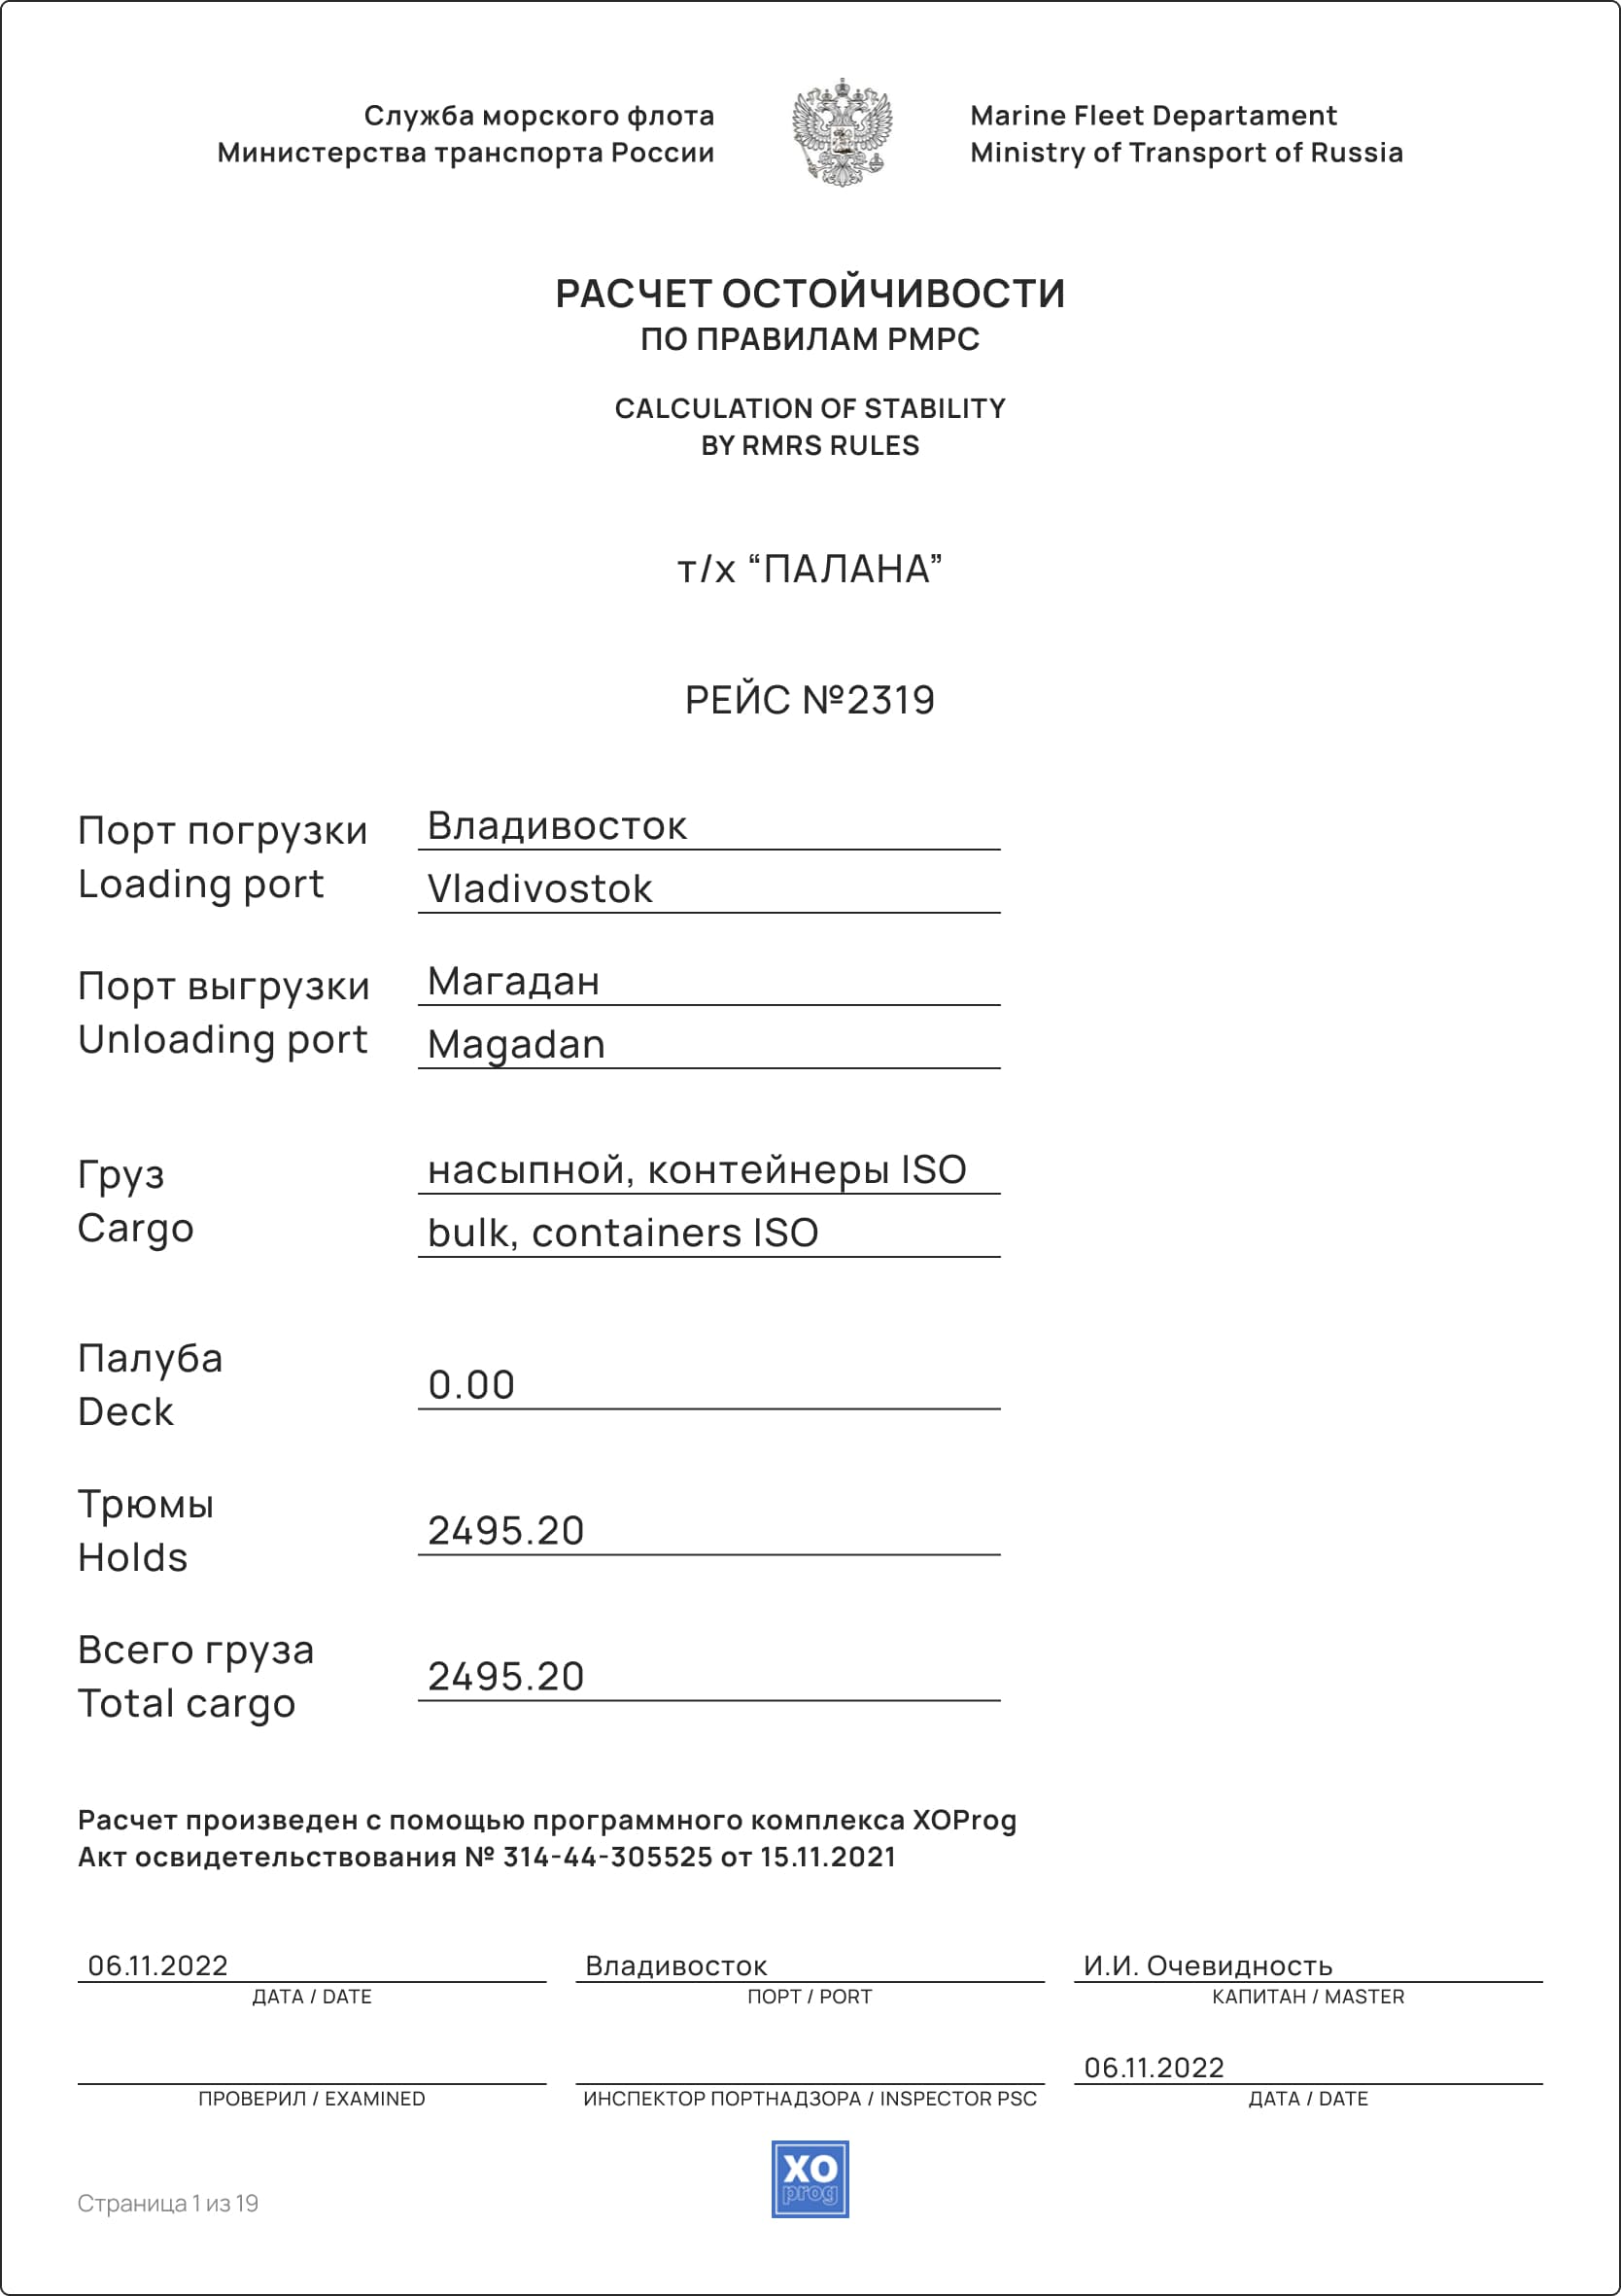 Служба морского флота
Министерства транспорта России
Marine Fleet Departament
Ministry of Transport of Russia
РАСЧЕТ ОСТОЙЧИВОСТИ
ПО ПРАВИЛАМ РМРС
CALCULATION OF STABILITY
BY RMRS RULES
т/х “ПАЛАНА”
РЕЙС №2319
Порт погрузки
Владивосток
Loading port
Vladivostok
Порт выгрузки
Магадан
Unloading port
Magadan
Груз
насыпной, контейнеры ISO
Cargo
bulk, containers ISO
Палуба
Deck
0.00
Трюмы
Holds
2495.20
Всего груза
Total cargo
2495.20
Расчет произведен с помощью программного комплекса XOProg
Акт освидетельствования № 314-44-305525 от 15.11.2021
06.11.2022
ДАТА / DATE
Владивосток
ПОРТ / PORT
И.И. Очевидность
КАПИТАН / MASTER
ПРОВЕРИЛ / EXAMINED
ИНСПЕКТОР ПОРТНАДЗОРА / INSPECTOR PSC
06.11.2022
ДАТА / DATE
XO
prog
Страница 1 из 19